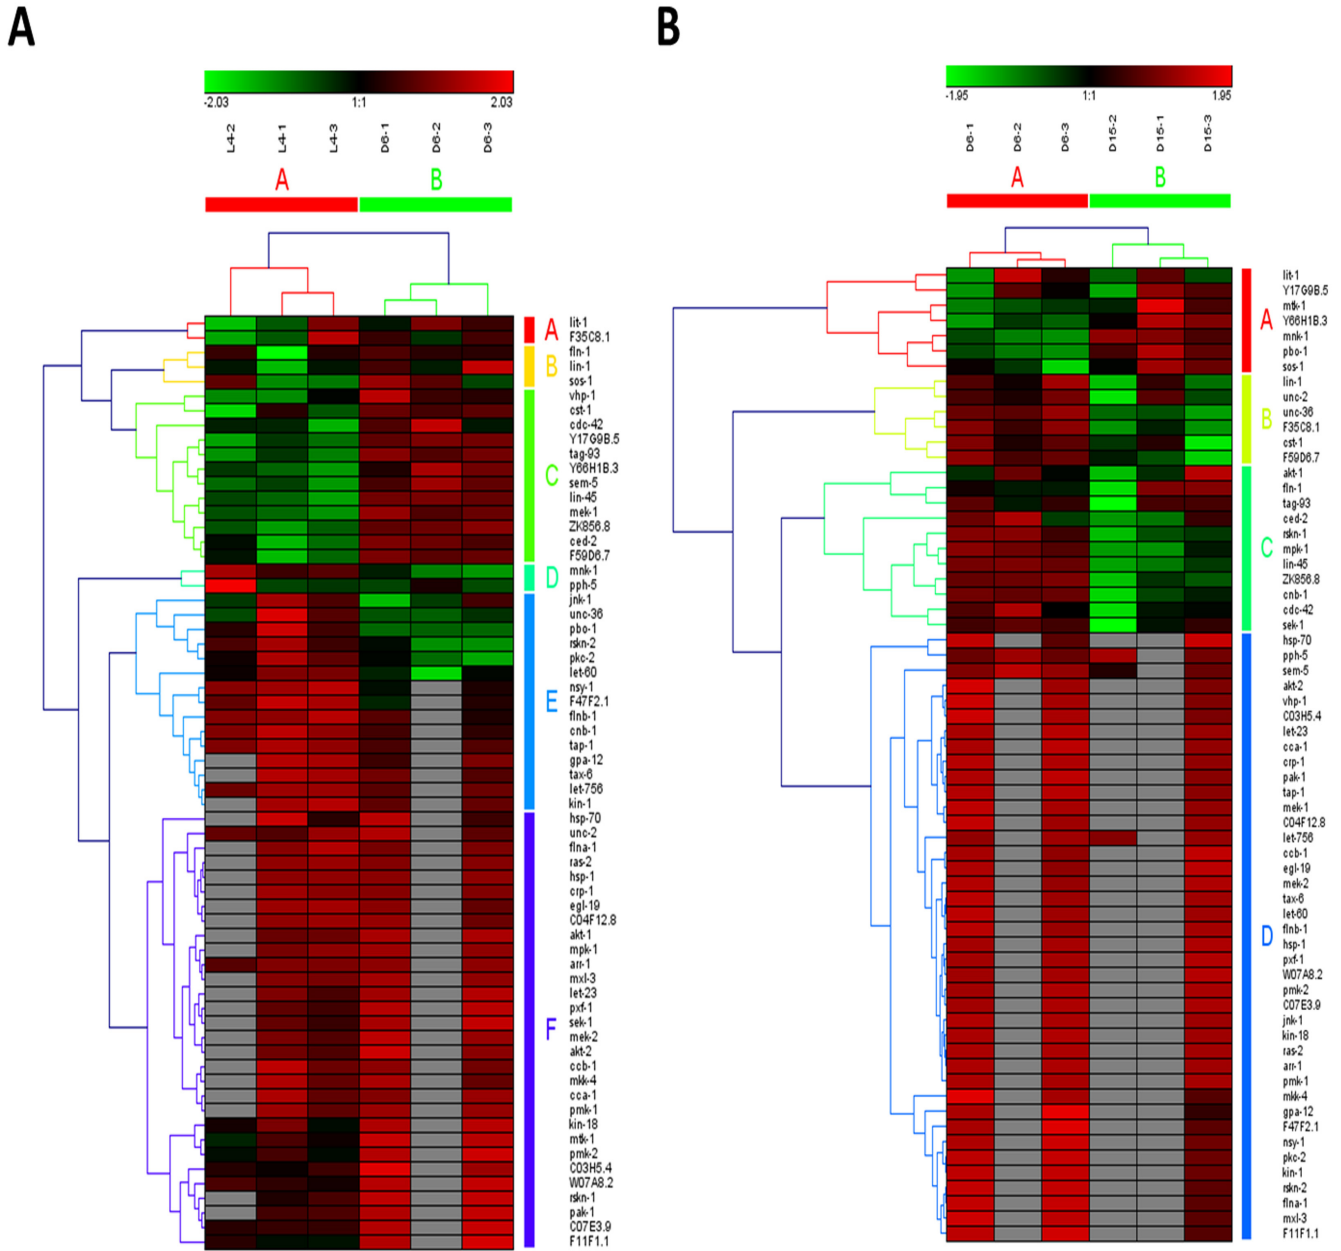 A
B
-2.03
1:1
2.03
L4-2
L4-1
L4-3
D6-1
D6-2
D6-3
A
B
lit-1
F35C8.1
fln-1
lin-1
sos-1
vhp-1
cst-1
cdc-42
Y17G9B.5
tag-93
Y66H1B.3
sem-5
lin-45
mek-1
ZK856.8
ced-2
F59D6.7
mnk-1
pph-5
jnk-1
unc-36
pbo-1
rskn-2
pkc-2
let-60
nsy-1
F47F2.1
flnb-1
cnb-1
tap-1
gpa-12
tax-6
let-756
kin-1
hsp-70
unc-2
flna-1
ras-2
hsp-1
crp-1
egl-19
C04F12.8
akt-1
mpk-1
arr-1
mxl-3
let-23
pxf-1
sek-1
mek-2
akt-2
ccb-1
mkk-4
cca-1
pmk-1
kin-18
mtk-1
pmk-2
C03H5.4
W07A8.2
rskn-1
pak-1
C07E3.9
F11F1.1
A
B
C
D
E
F
-1.95
1:1
1.95
D6-1
D6-2
D6-3
D15-2
D15-1
D15-3
A
B
lit-1
Y17G9B.5
mtk-1
Y66H1B.3
mnk-1
pbo-1
sos-1
lin-1
unc-2
unc-36
F35C8.1
cst-1
F59D6.7
akt-1
fln-1
tag-93
ced-2
rskn-1
mpk-1
lin-45
ZK856.8
cnb-1
cdc-42
sek-1
hsp-70
pph-5
sem-5
akt-2
vhp-1
C03H5.4
let-23
cca-1
crp-1
pak-1
tap-1
mek-1
C04F12.8
let-756
ccb-1
egl-19
mek-2
tax-6
let-60
flnb-1
hsp-1
pxf-1
W07A8.2
pmk-2
C07E3.9
jnk-1
kin-18
ras-2
arr-1
pmk-1
mkk-4
gpa-12
F47F2.1
nsy-1
pkc-2
kin-1
rskn-2
flna-1
mxl-3
F11F1.1
A
B
C
D